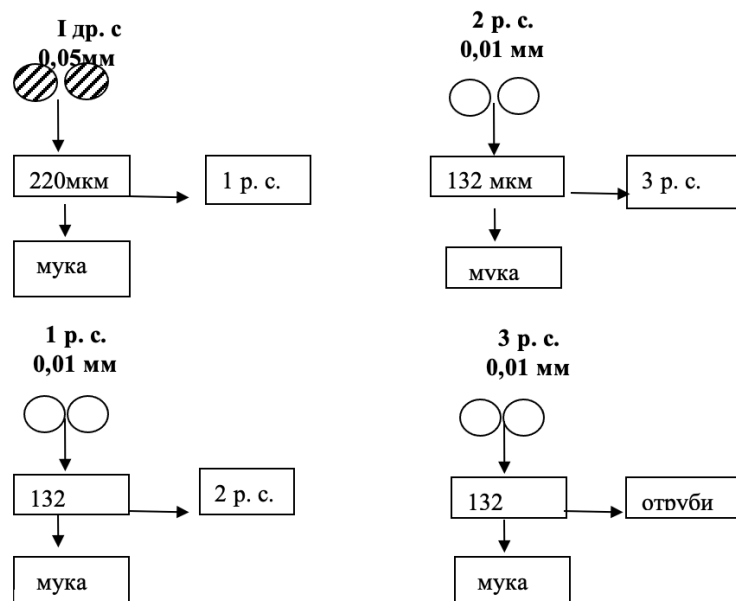 I др. с
0,05мм
220мкм
1 р. с.
мука
2 р. с.
0,01 мм
132 мкм
3 р. с.
мука
1 р. с.
0,01 мм
132
2 р. с.
мука
3 р. с.
0,01 мм
132
отруби
мука